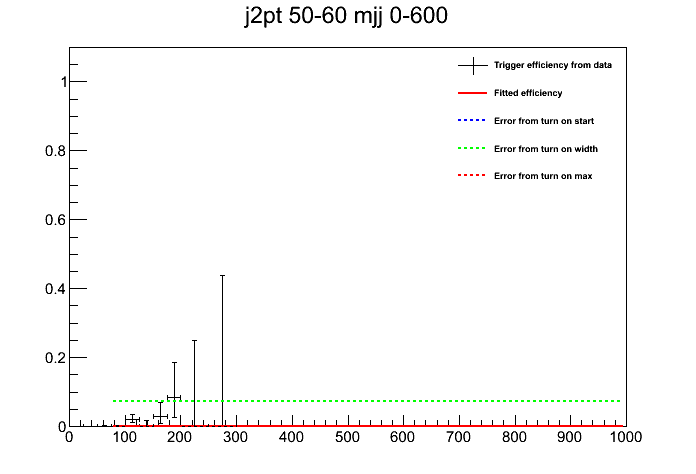 j2pt 50-60 mjj 0-600
1
Trigger efficiency from data
Fitted efficiency
Error from turn on start
0.8
Error from turn on width
Error from turn on max
0.6
0.4
0.2
0
0 100 200 300 400 500 600 700 800 900 1000